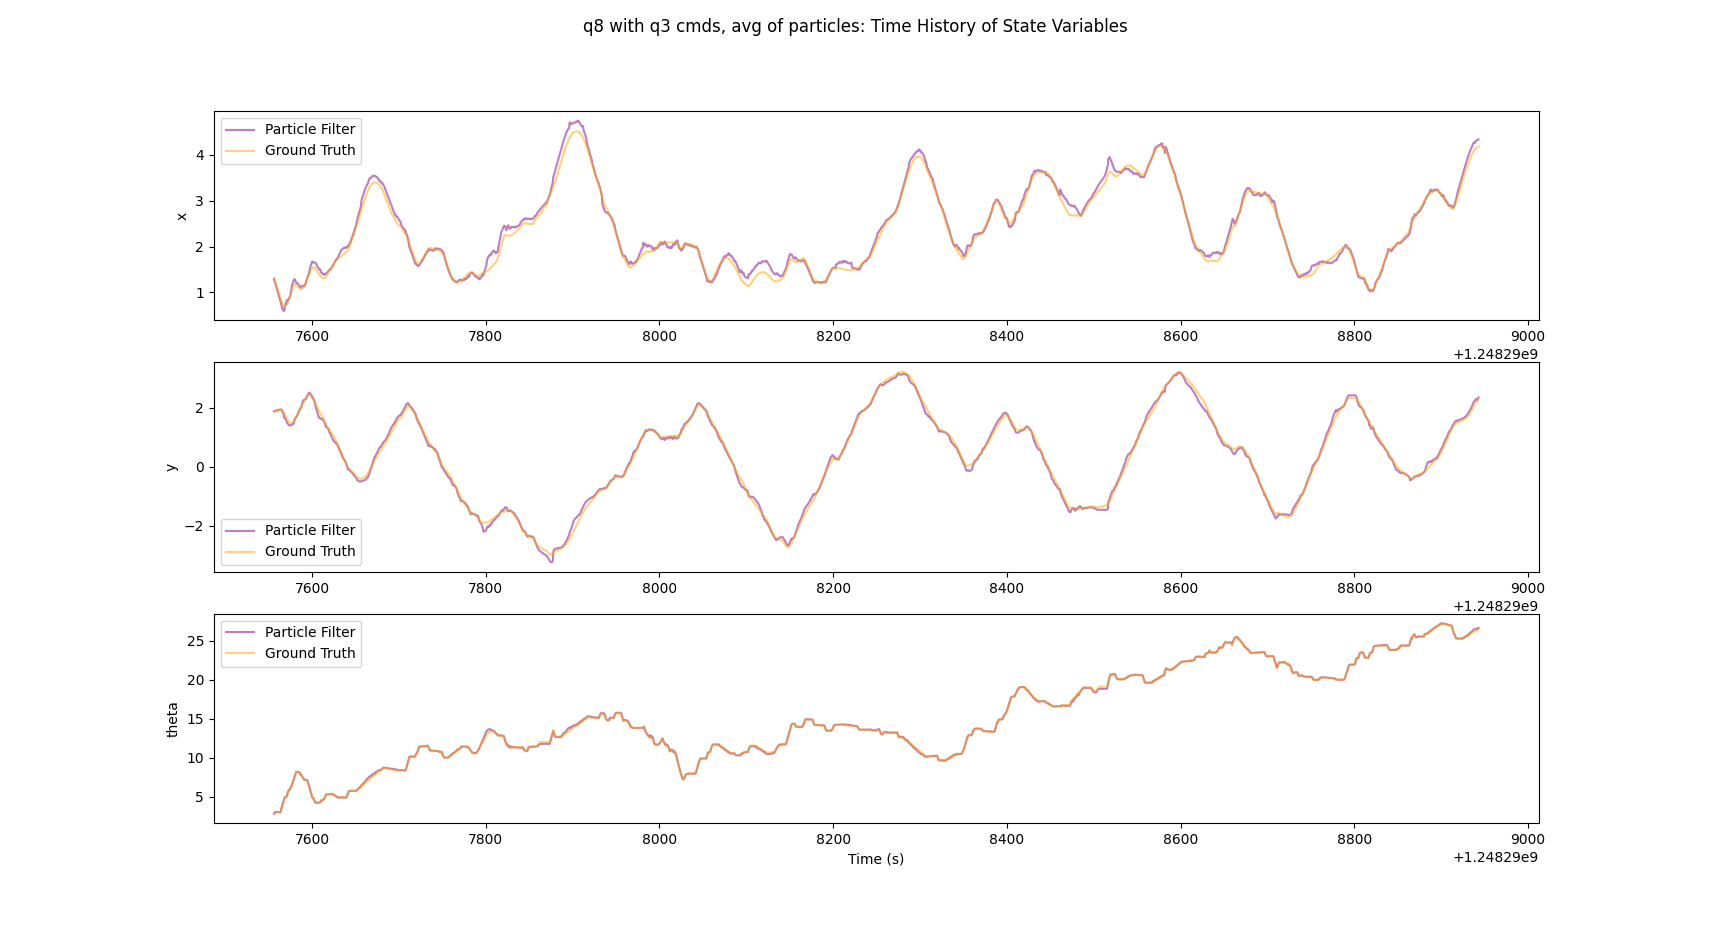 q8 with q3 cmds, avg of particles: Time History of State Variables
Particle Filter
Ground Truth
x
4
3
2
1
7600 7800 8000 8200 8400 8600 8800 9000
+1.24829e9
y
2
0
−2
Particle Filter
Ground Truth
7600 7800 8000 8200 8400 8600 8800 9000
+1.24829e9
Particle Filter
Ground Truth
theta
25
20
15
10
5
7600 7800 8000 8200 8400 8600 8800 9000
Time (s)
+1.24829e9